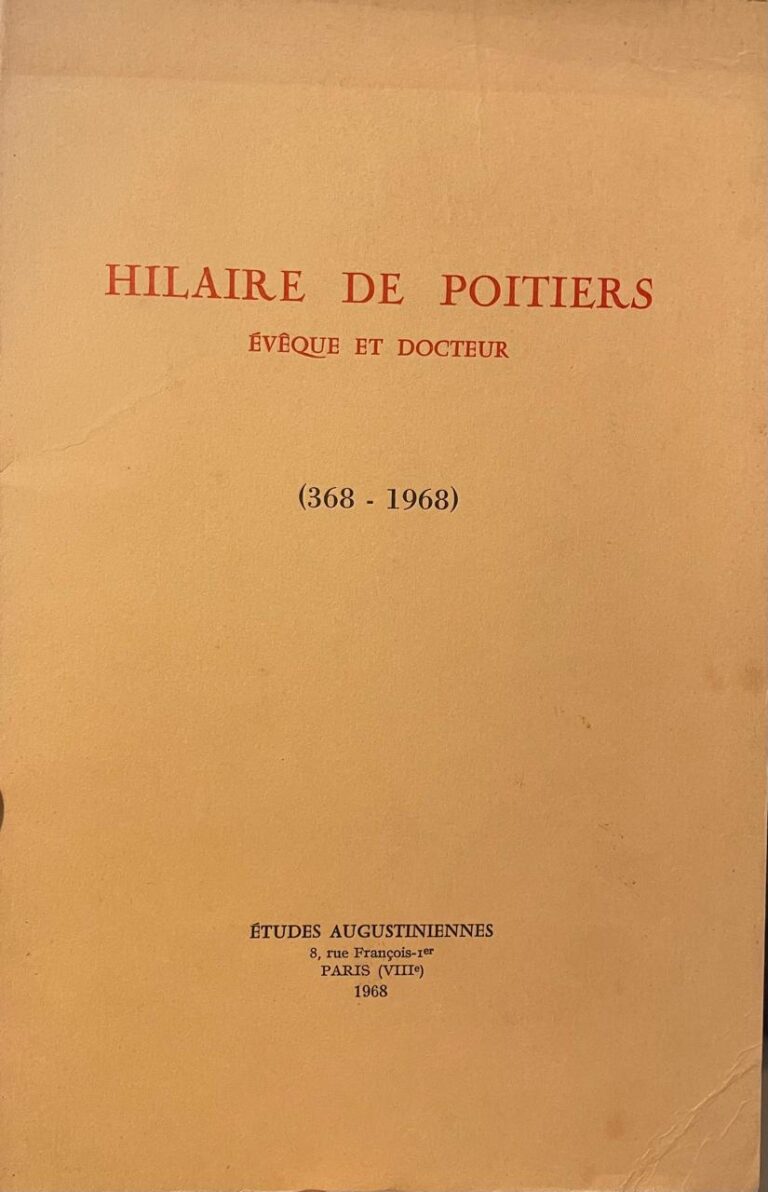 HILAIRE DE POITIERS
ÉVÊQUE ET DOCTEUR
(368 - 1968)
ÉTUDES AUGUSTINIENNES
8, rue François-1er
PARIS (VIIIe)
1968